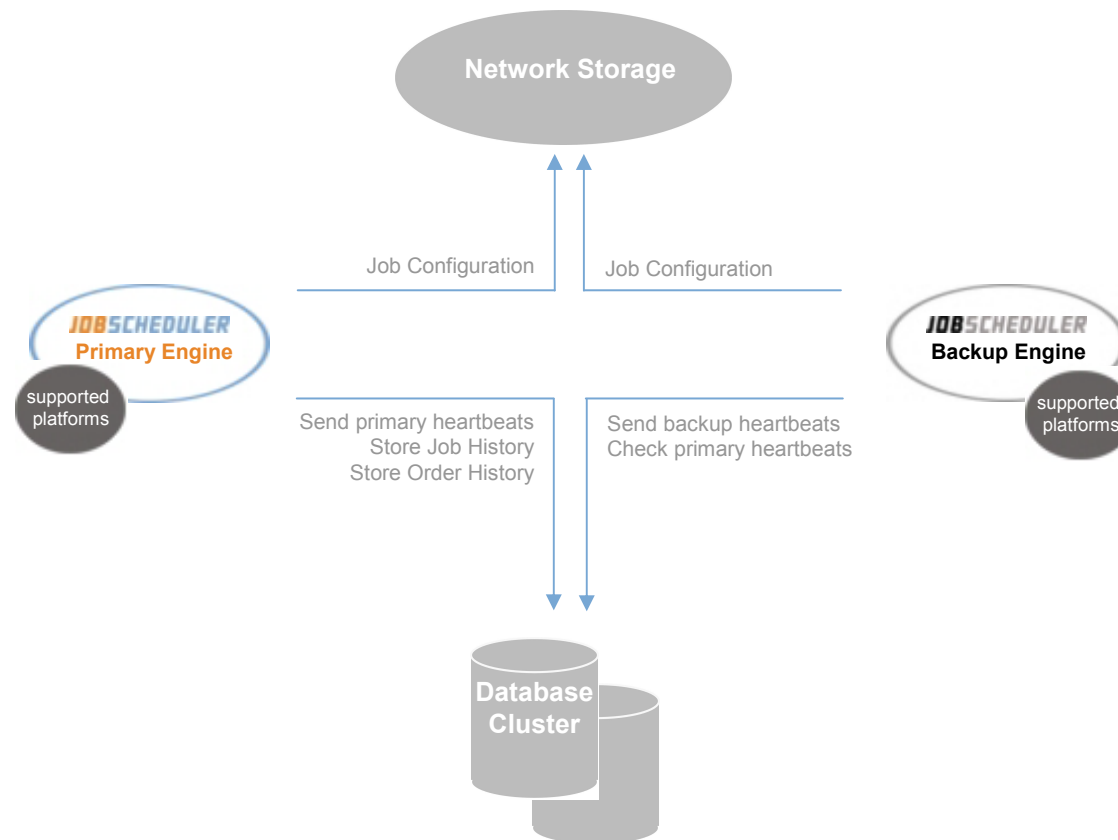 Network Storage
Job Configuration
Job Configuration
JOBSCHEDULER
Primary Engine
supported
platforms
JOBSCHEDULER
Backup Engine
supported
platforms
Send primary heartbeats
Store Job History
Store Order History
Send backup heartbeats
Check primary heartbeats
Database
Cluster